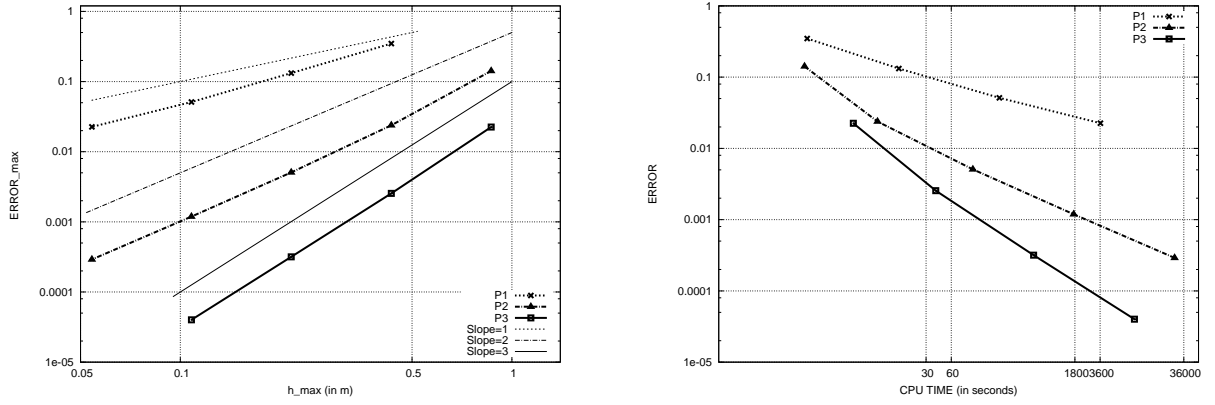 1
0.1
0.01
0.001
0.0001
1e-05
0.05
0.1
0.5
1
ERROR_max
h_max (in m)
P1
P2
P3
Slope=1
Slope=2
Slope=3
1
0.1
0.01
0.001
0.0001
1e-05
30
60
1800
3600
36000
ERROR
CPU TIME (in seconds)
P1
P2
P3